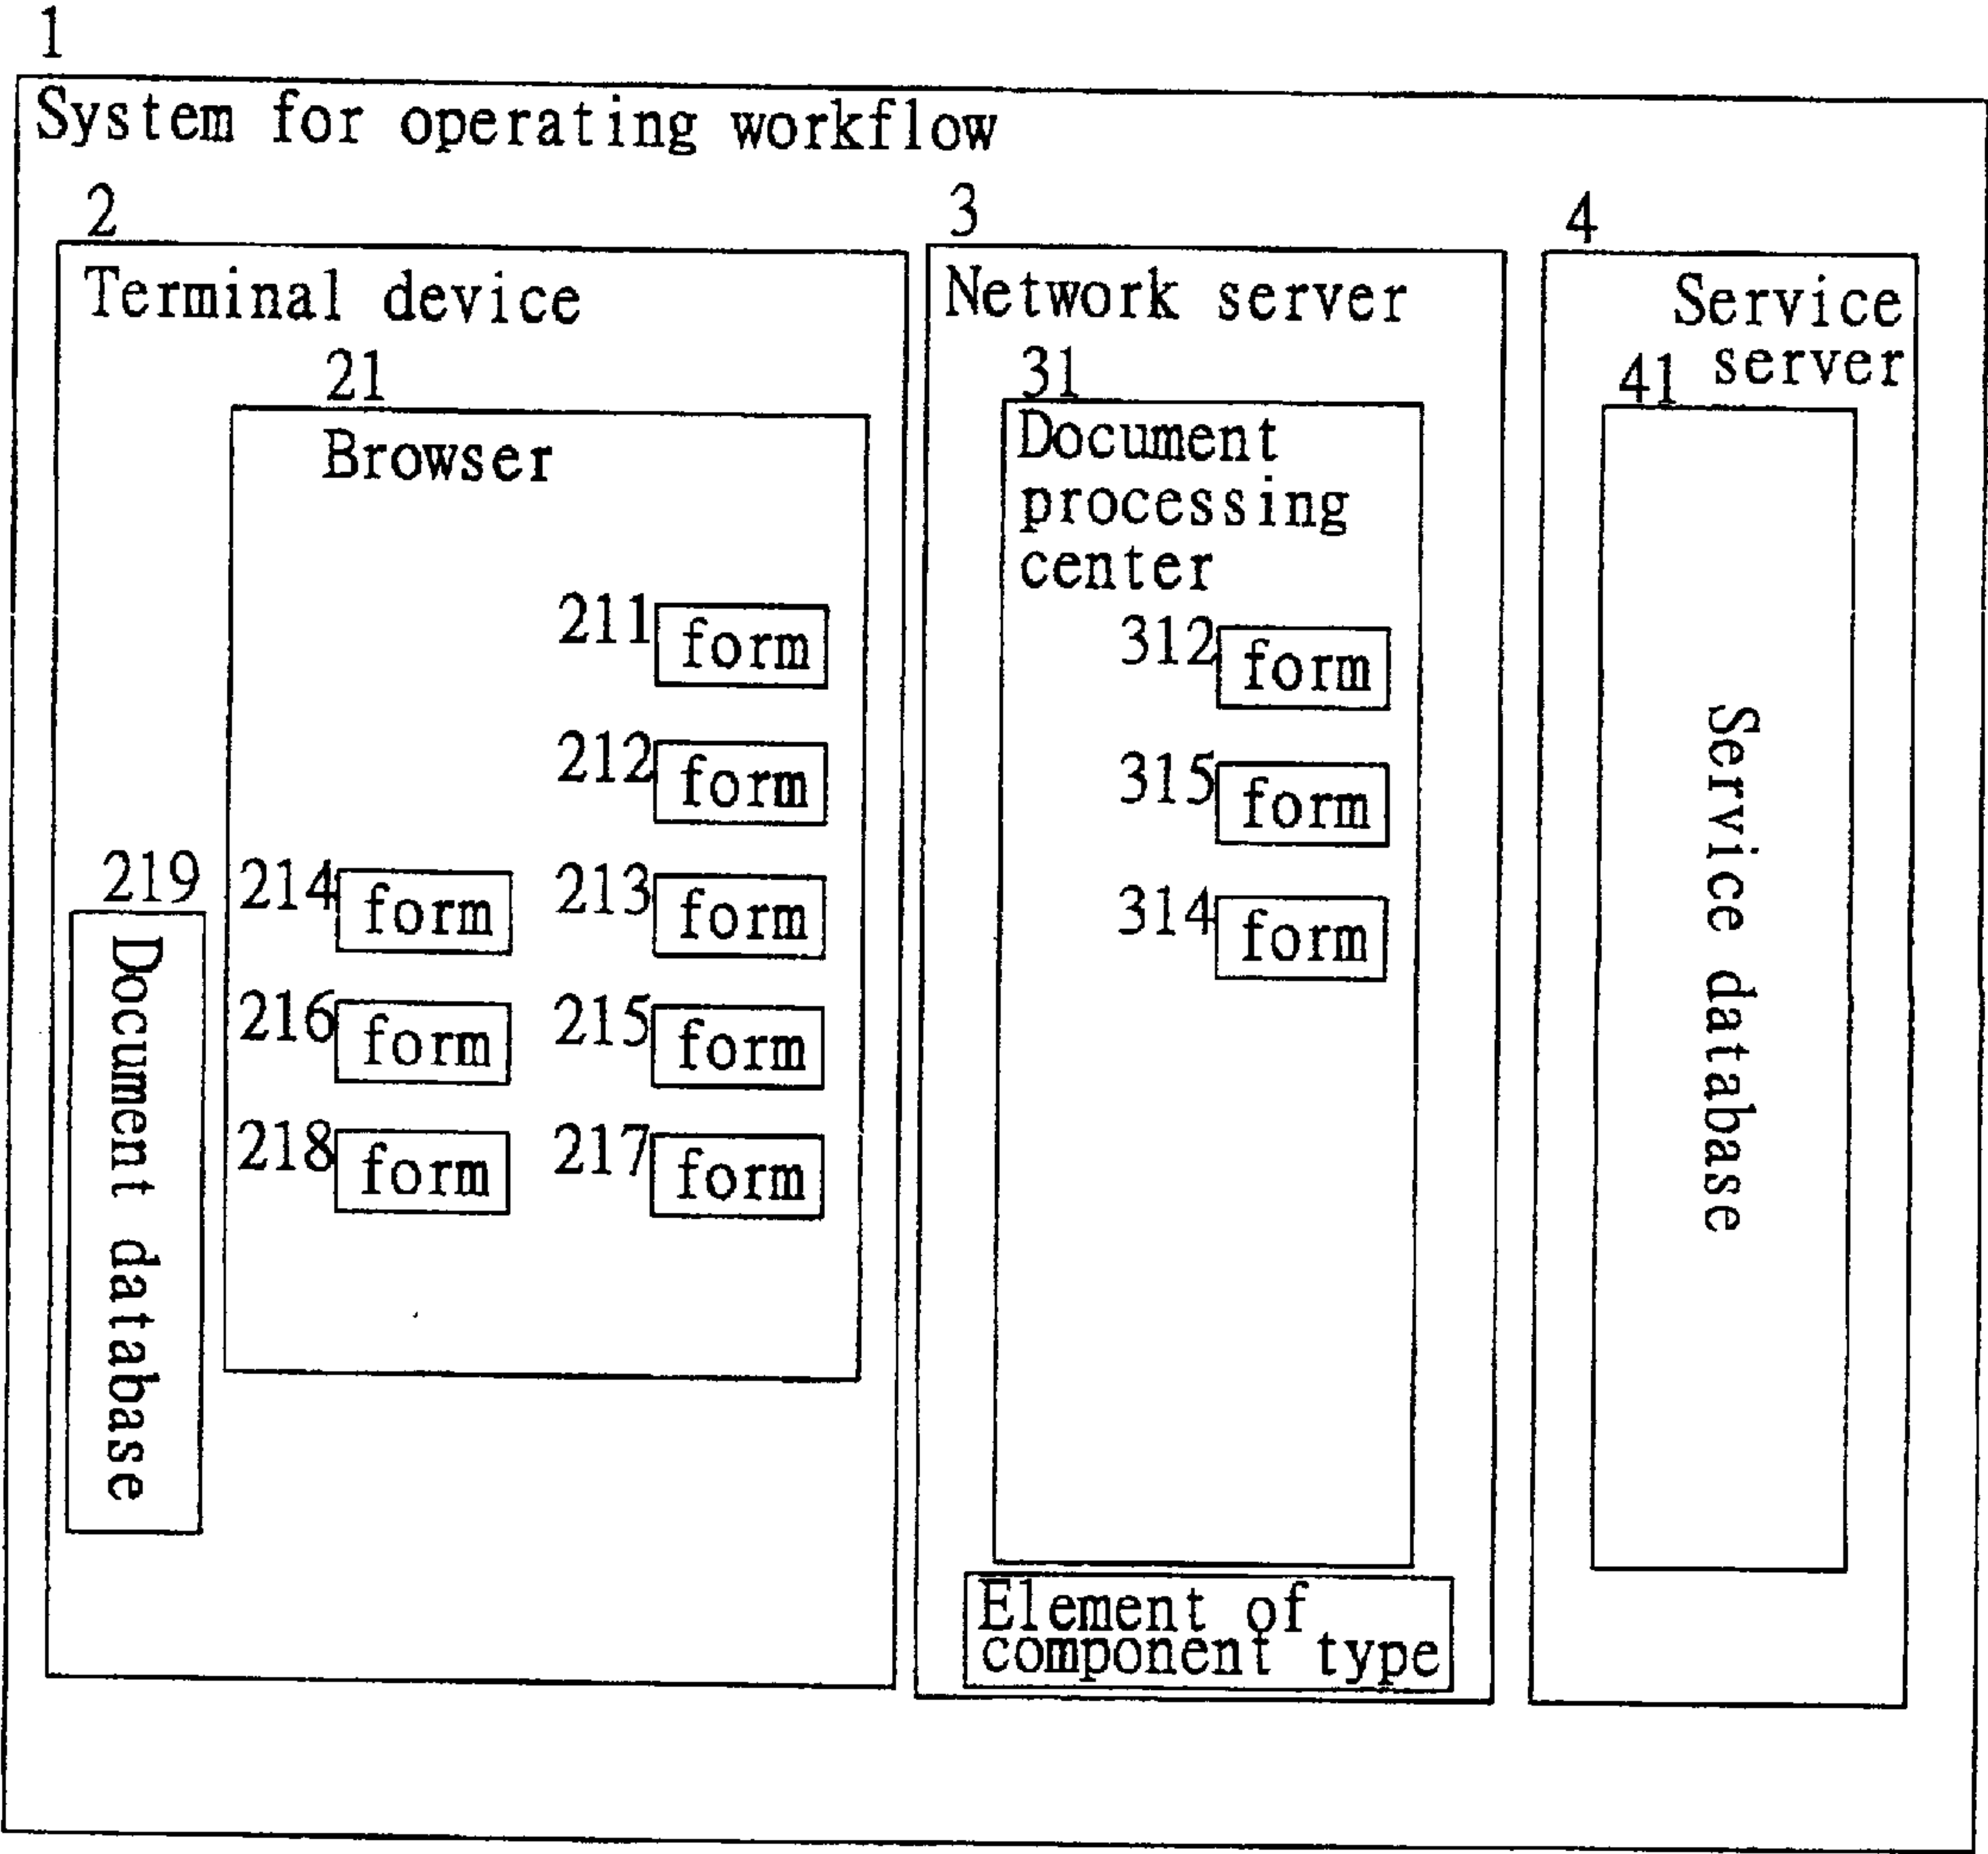 1
System for operating workflow
2
Terminal device
21
Browser
211 form
212 form
214 form 213 form
216 form 215 form
218 form 217 form
219
Document database
3
Network server
31
Document
processing
center
312 form
315 form
314 form
Element of
component type
4
Service
server
41
Service database